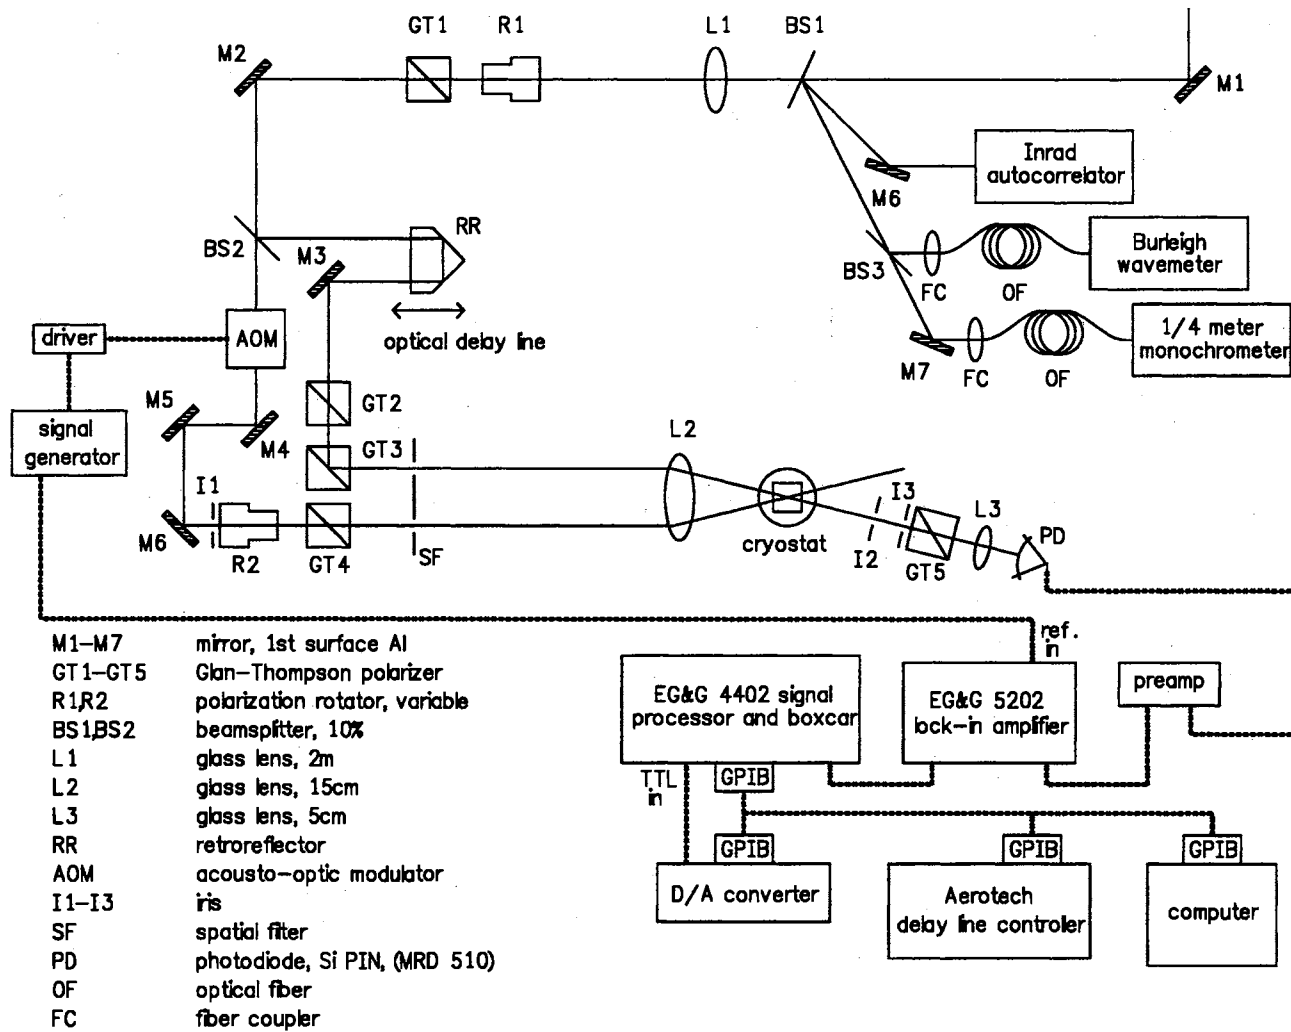 GT1
R1
L1
BS1
M2
M1
Inrad
autocorrelator
M6
BS2
M3
RR
BS3
FC
OF
Burleigh
wavemeter
optical delay line
driver
AOM
M7
FC
OF
1/4 meter
monochrometer
M5
M4
GT2
signal
generator
GT3
L2
I1
I3
L3
M6
R2
GT4
SF
cryostat
I2
GT5
PD
M1-M7 mirror, 1st surface Al
GT1-GT5 Glan-Thompson polarizer
R1,R2 polarization rotator, variable
BS1,BS2 beamsplitter, 10%
L1 glass lens, 2m
L2 glass lens, 15cm
L3 glass lens, 5cm
RR retroreflector
AOM acousto-optic modulator
I1-I3 iris
SF spatial filter
PD photodiode, Si PIN, (MRD 510)
OF optical fiber
FC fiber coupler
ref.
in
EG&G 4402 signal
processor and boxcar
EG&G 5202
lock-in amplifier
preamp
TTL
in
GPIB
GPIB
GPIB
GPIB
D/A converter
Aerotech
delay line controller
computer